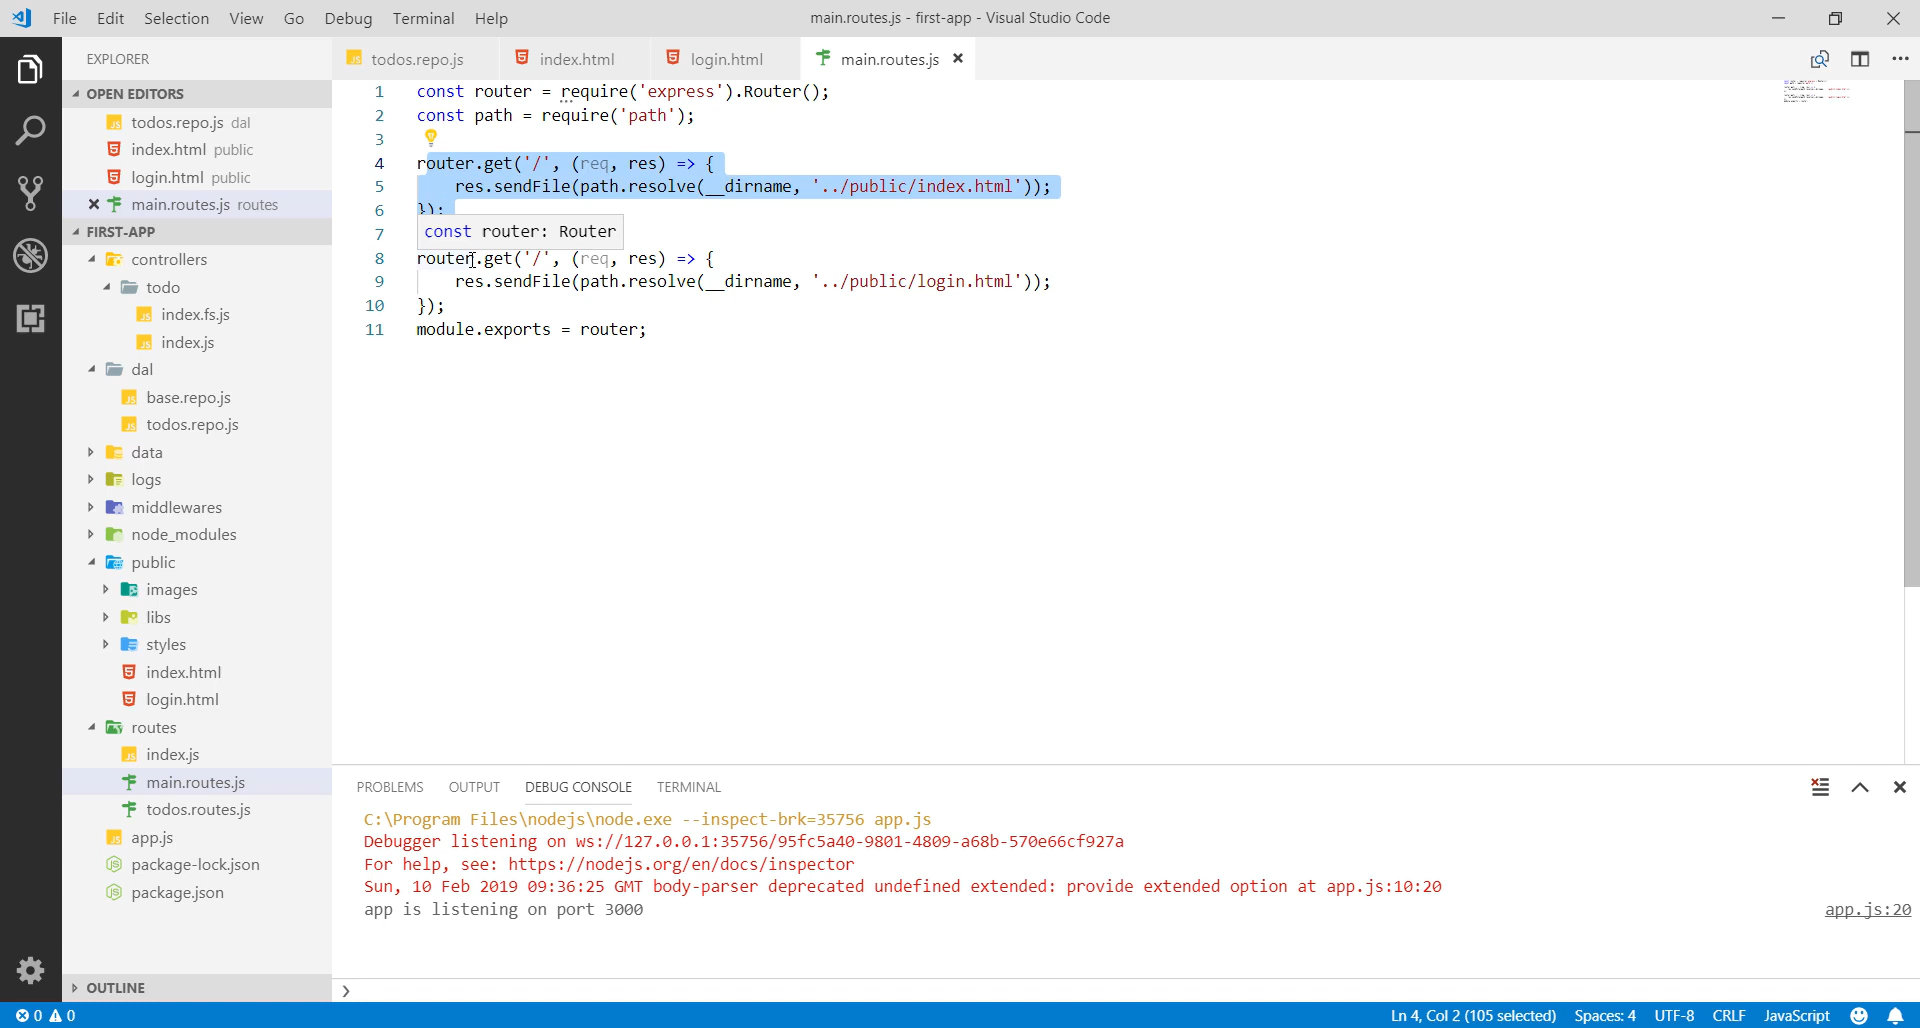 File Edit Selection View Go Debug Terminal Help
main.routes.js - first-app - Visual Studio Code
EXPLORER
OPEN EDITORS
todos.repo.js dal
index.html public
login.html public
main.routes.js routes
FIRST-APP
controllers
todo
index.fs.js
index.js
dal
base.repo.js
todos.repo.js
data
logs
middlewares
node_modules
public
images
libs
styles
index.html
login.html
routes
index.js
main.routes.js
todos.routes.js
app.js
package-lock.json
package.json
OUTLINE
todos.repo.js index.html login.html main.routes.js
1 const router = require('express').Router();
2 const path = require('path');
3
4 router.get('/', (req, res) => {
5 res.sendFile(path.resolve(__dirname, '../public/index.html'));
6 });
7 const router: Router
8 router.get('/', (req, res) => {
9 res.sendFile(path.resolve(__dirname, '../public/login.html'));
10 });
11 module.exports = router;
PROBLEMS OUTPUT DEBUG CONSOLE TERMINAL
C:\Program Files\nodejs\node.exe --inspect-brk=35756 app.js
Debugger listening on ws://127.0.0.1:35756/95fc5a40-9801-4809-a68b-570e66cf927a
For help, see: https://nodejs.org/en/docs/inspector
Sun, 10 Feb 2019 09:36:25 GMT body-parser deprecated undefined extended: provide extended option at app.js:10:20
app is listening on port 3000 app.js:20
0 0 Ln 4, Col 2 (105 selected) Spaces: 4 UTF-8 CRLF JavaScript